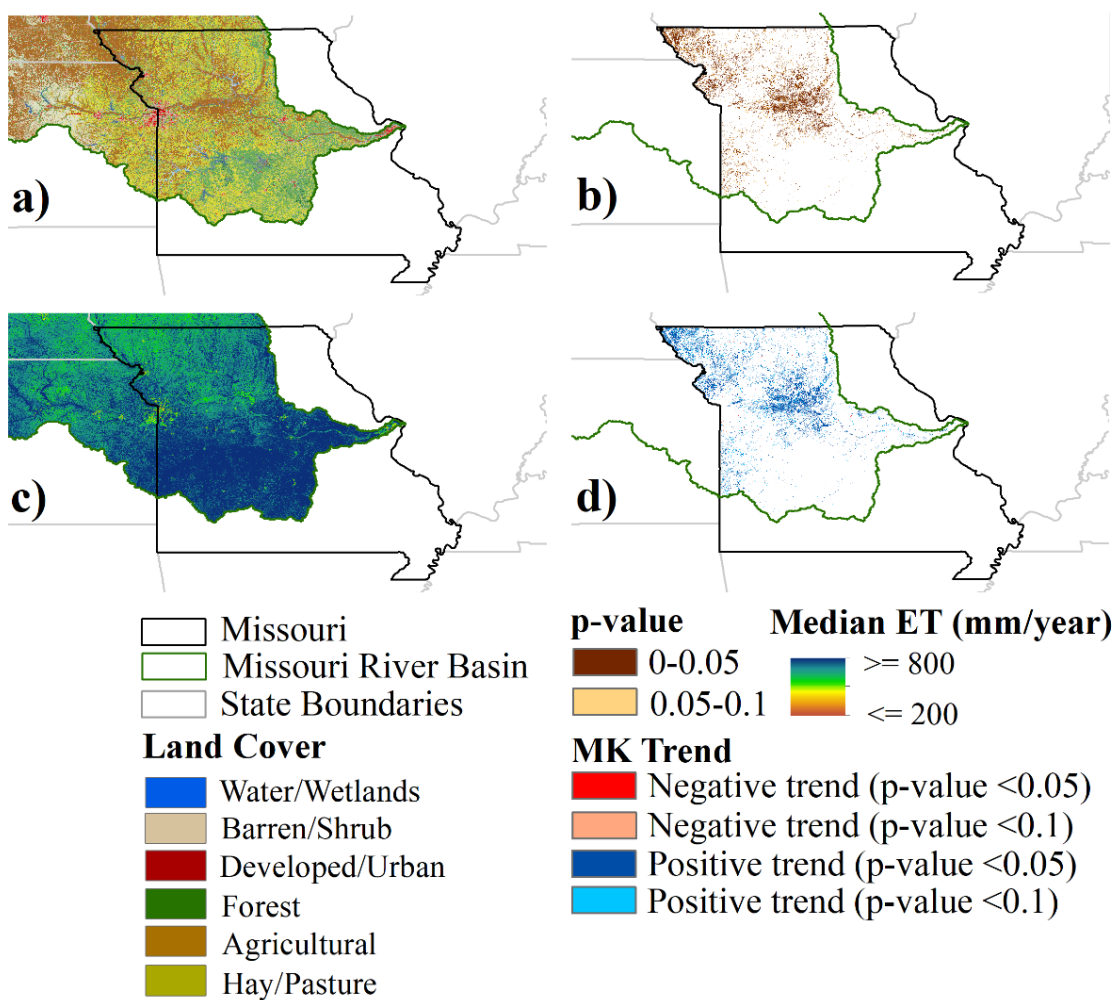 a)
b)
c)
d)
Missouri
Missouri River Basin
State Boundaries
Land Cover
Water/Wetlands
Barren/Shrub
Developed/Urban
Forest
Agricultural
Hay/Pasture
p-value
0-0.05
0.05-0.1
Median ET (mm/year)
>= 800
<= 200
MK Trend
Negative trend (p-value <0.05)
Negative trend (p-value <0.1)
Positive trend (p-value <0.05)
Positive trend (p-value <0.1)